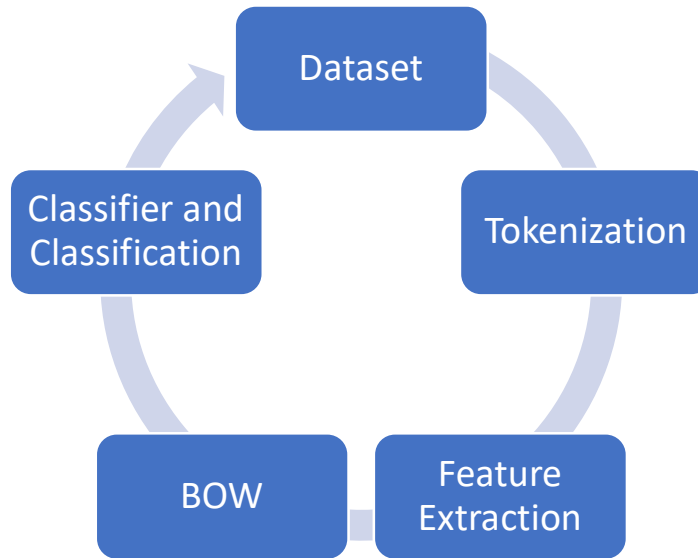 Dataset
Tokenization
Feature
Extraction
BOW
Classifier and
Classification